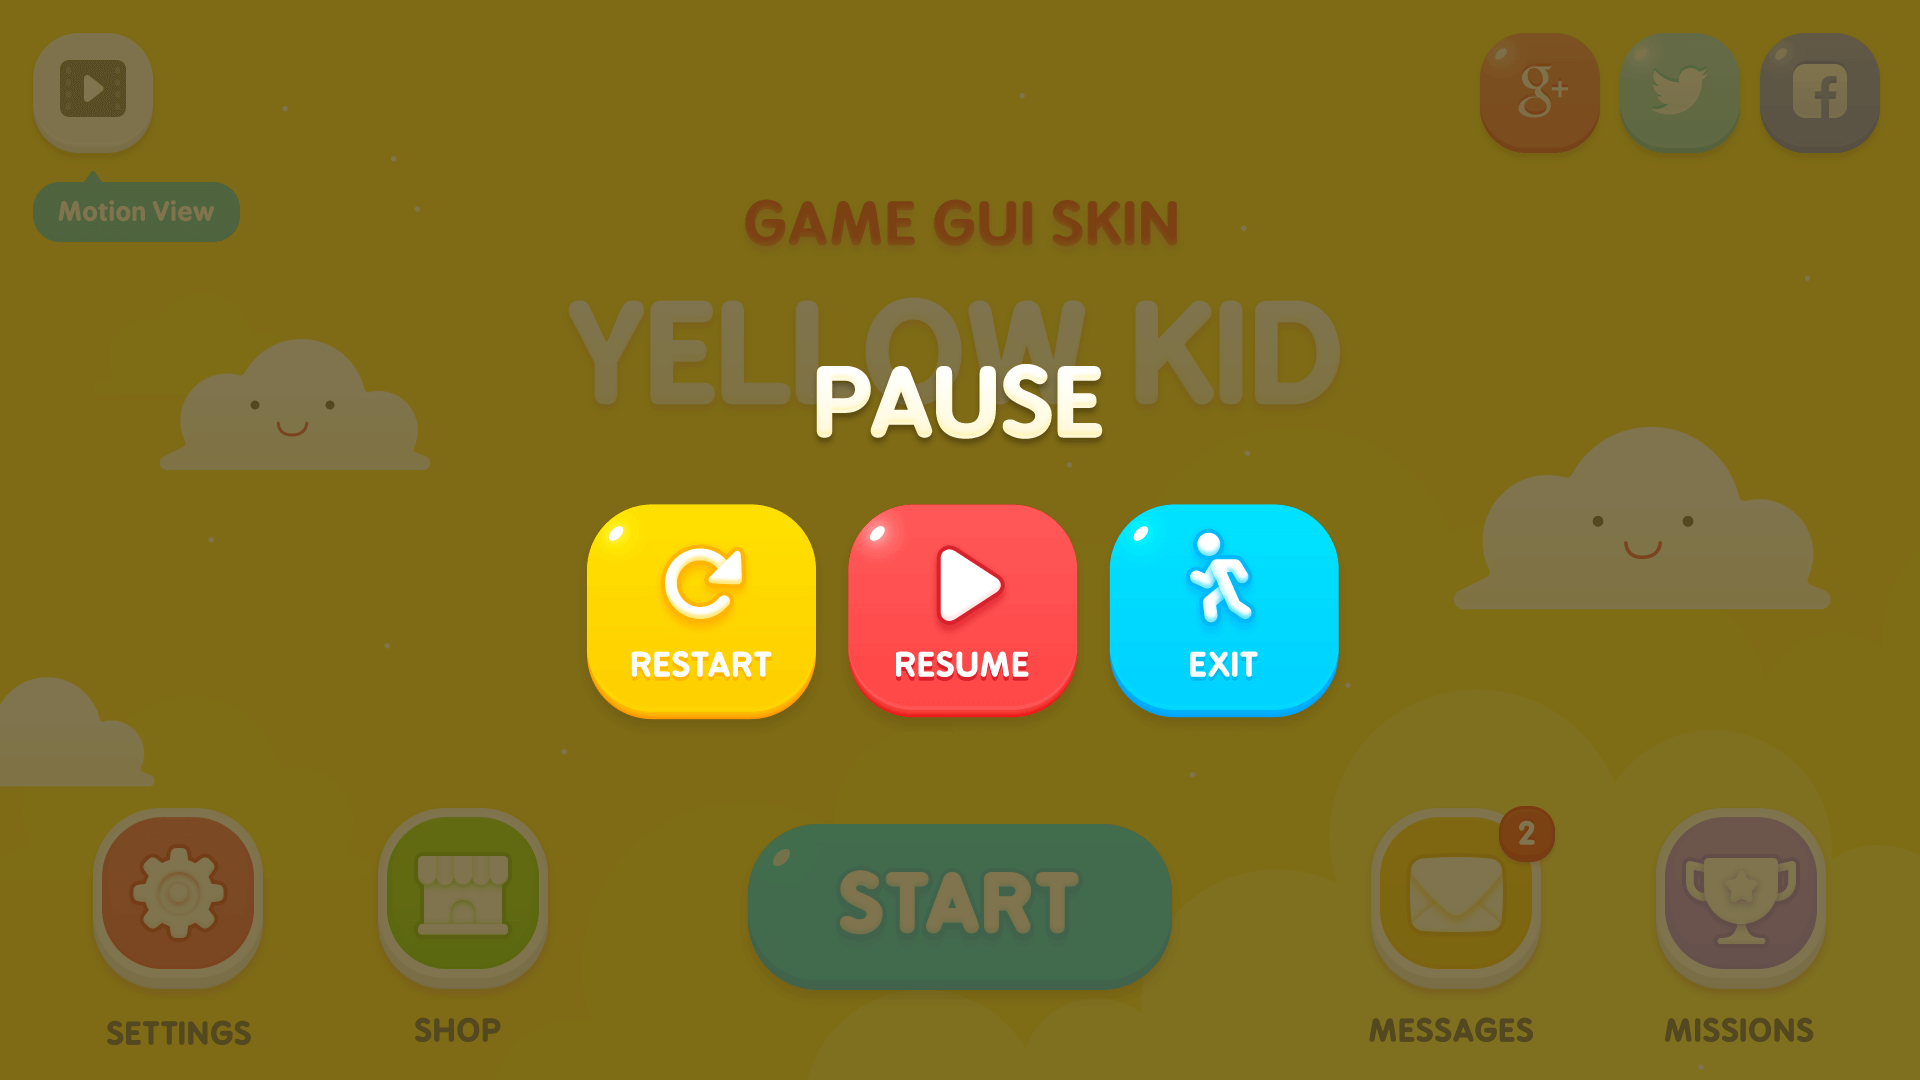 g+
Motion View
GAME GUI SKIN
YELLOW KID
PAUSE
RESTART
RESUME
EXIT
START
2
SETTINGS
SHOP
MESSAGES
MISSIONS